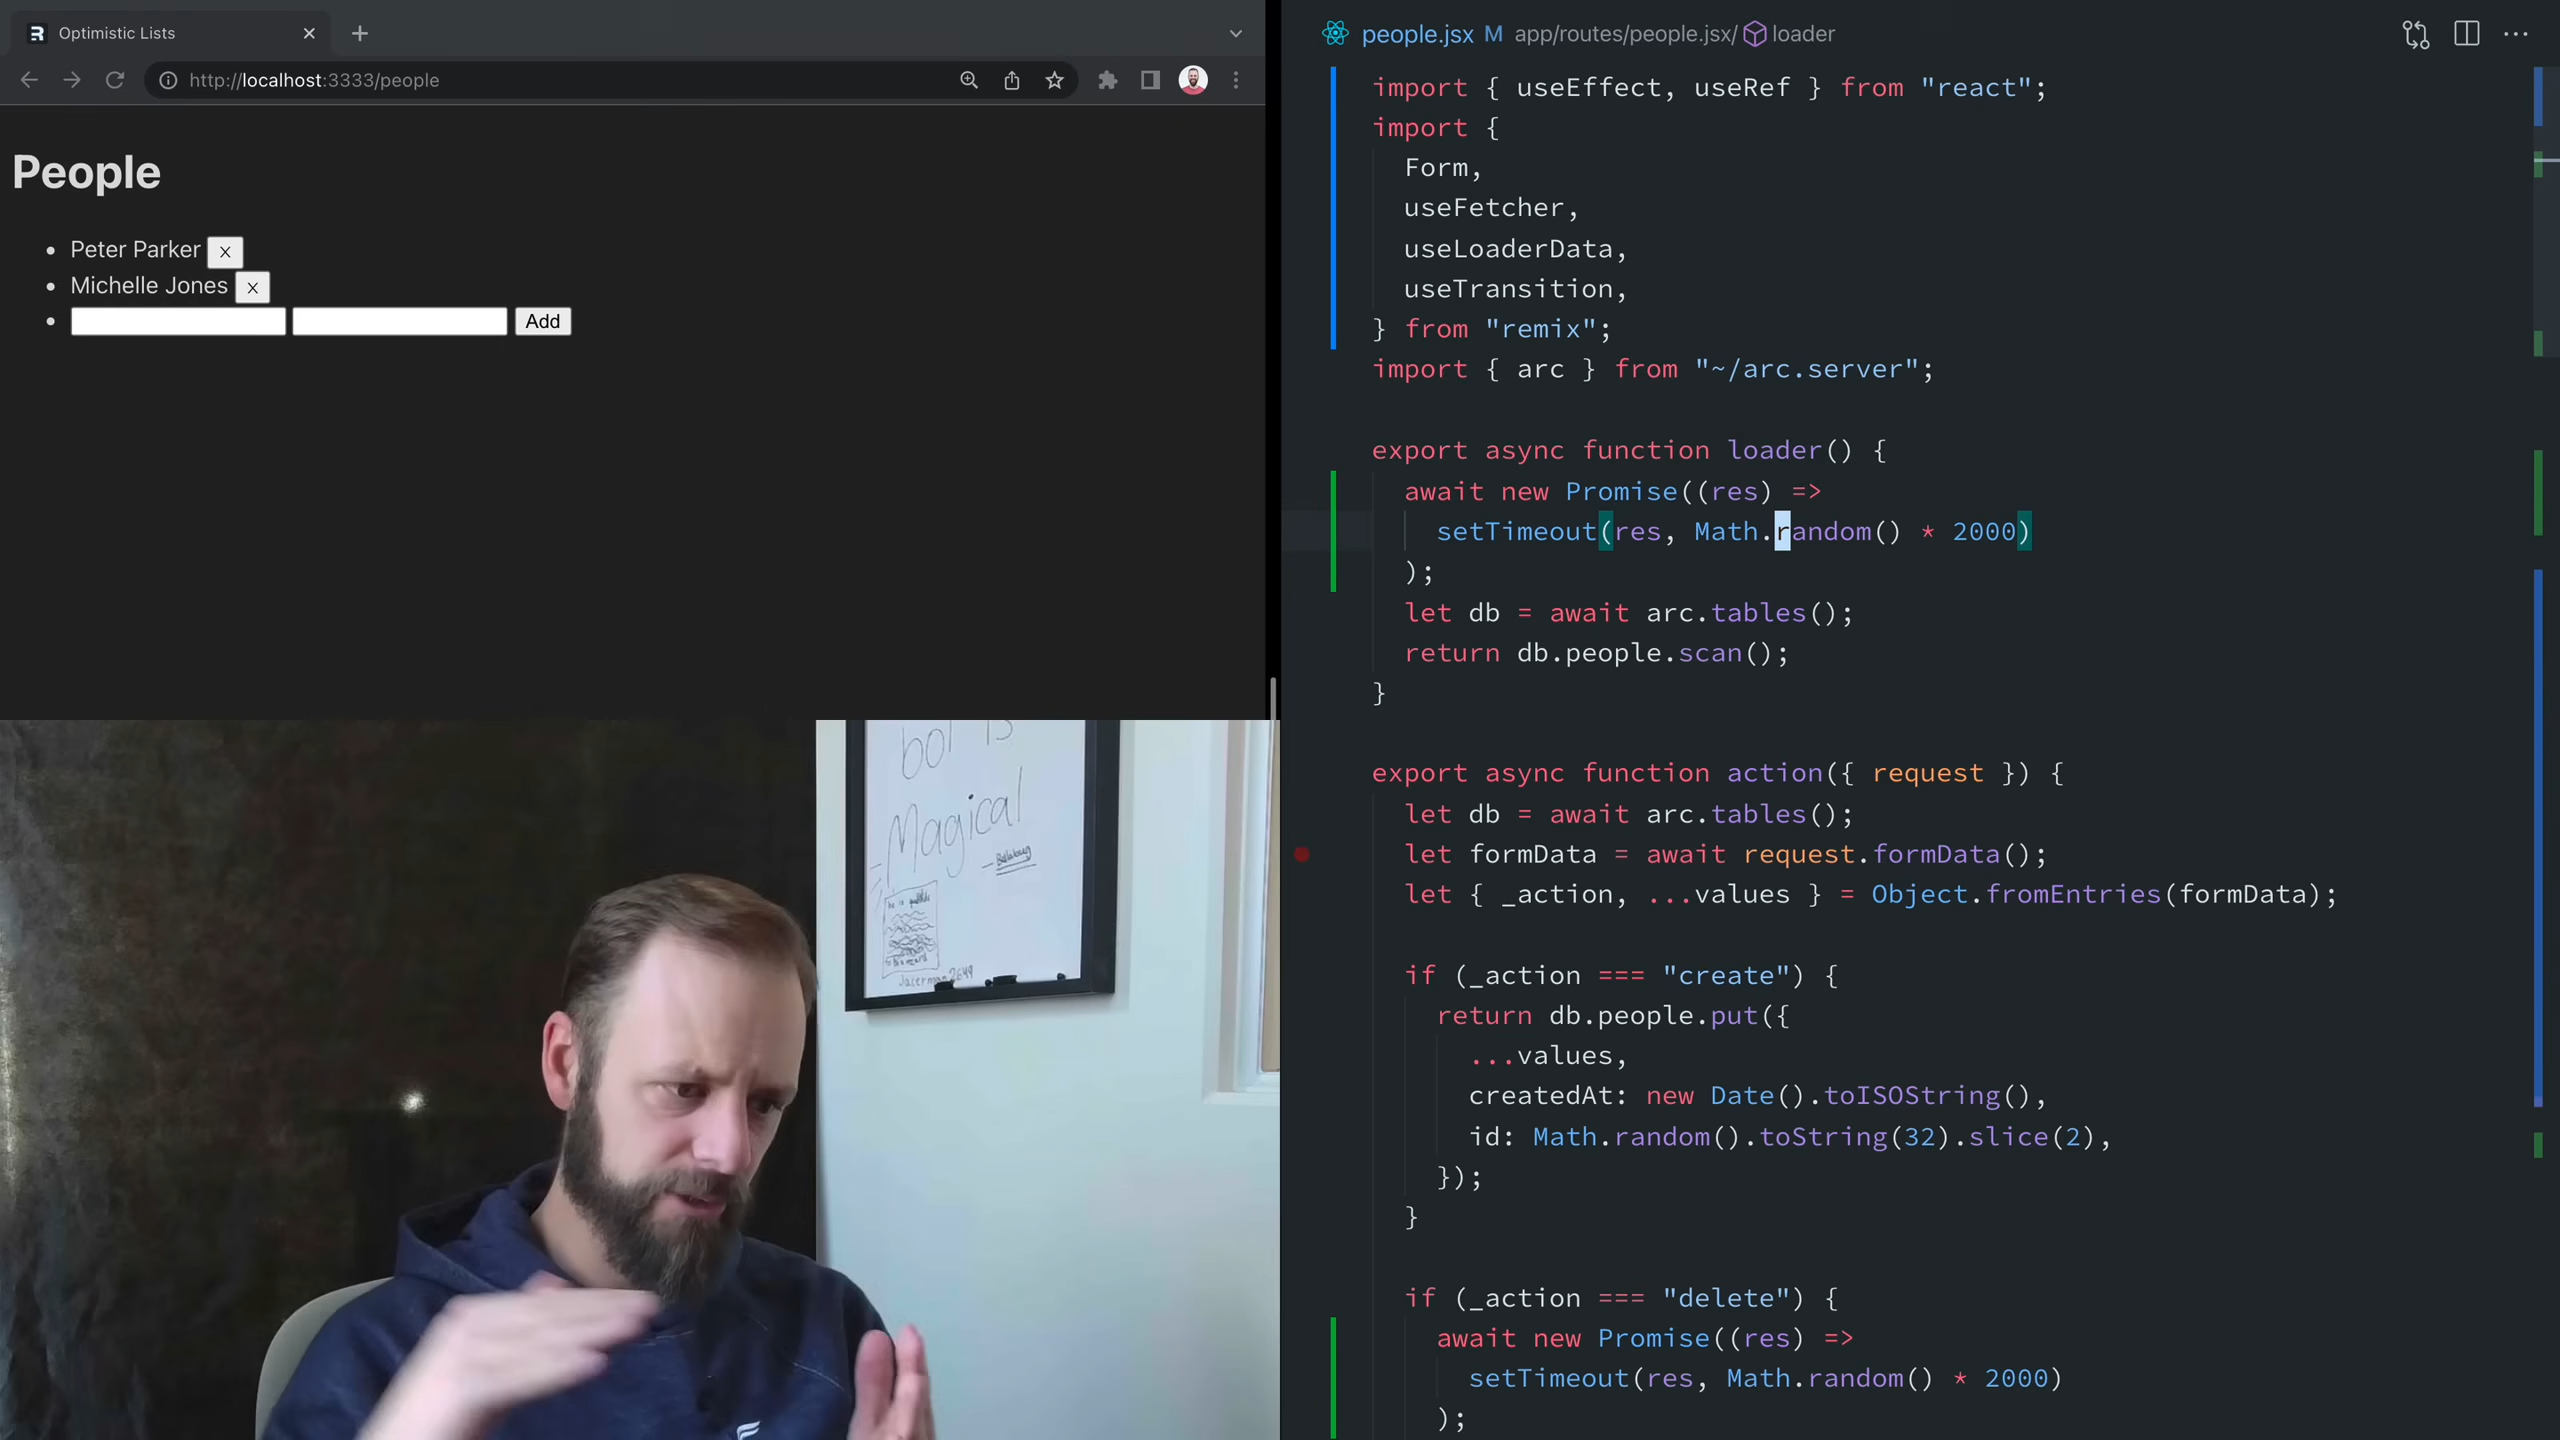 Optimistic Lists
http://localhost:3333/people
People
Peter Parker x
Michelle Jones x
Add
people.jsx M app/routes/people.jsx/ loader
import { useEffect, useRef } from "react";
import {
Form,
useFetcher,
useLoaderData,
useTransition,
} from "remix";
import { arc } from "~/arc.server";
export async function loader() {
await new Promise((res) =>
setTimeout(res, Math.random() * 2000)
);
let db = await arc.tables();
return db.people.scan();
}
export async function action({ request }) {
let db = await arc.tables();
let formData = await request.formData();
let { _action, ...values } = Object.fromEntries(formData);
if (_action === "create") {
return db.people.put({
...values,
createdAt: new Date().toISOString(),
id: Math.random().toString(32).slice(2),
});
}
if (_action === "delete") {
await new Promise((res) =>
setTimeout(res, Math.random() * 2000)
);
is
Magical